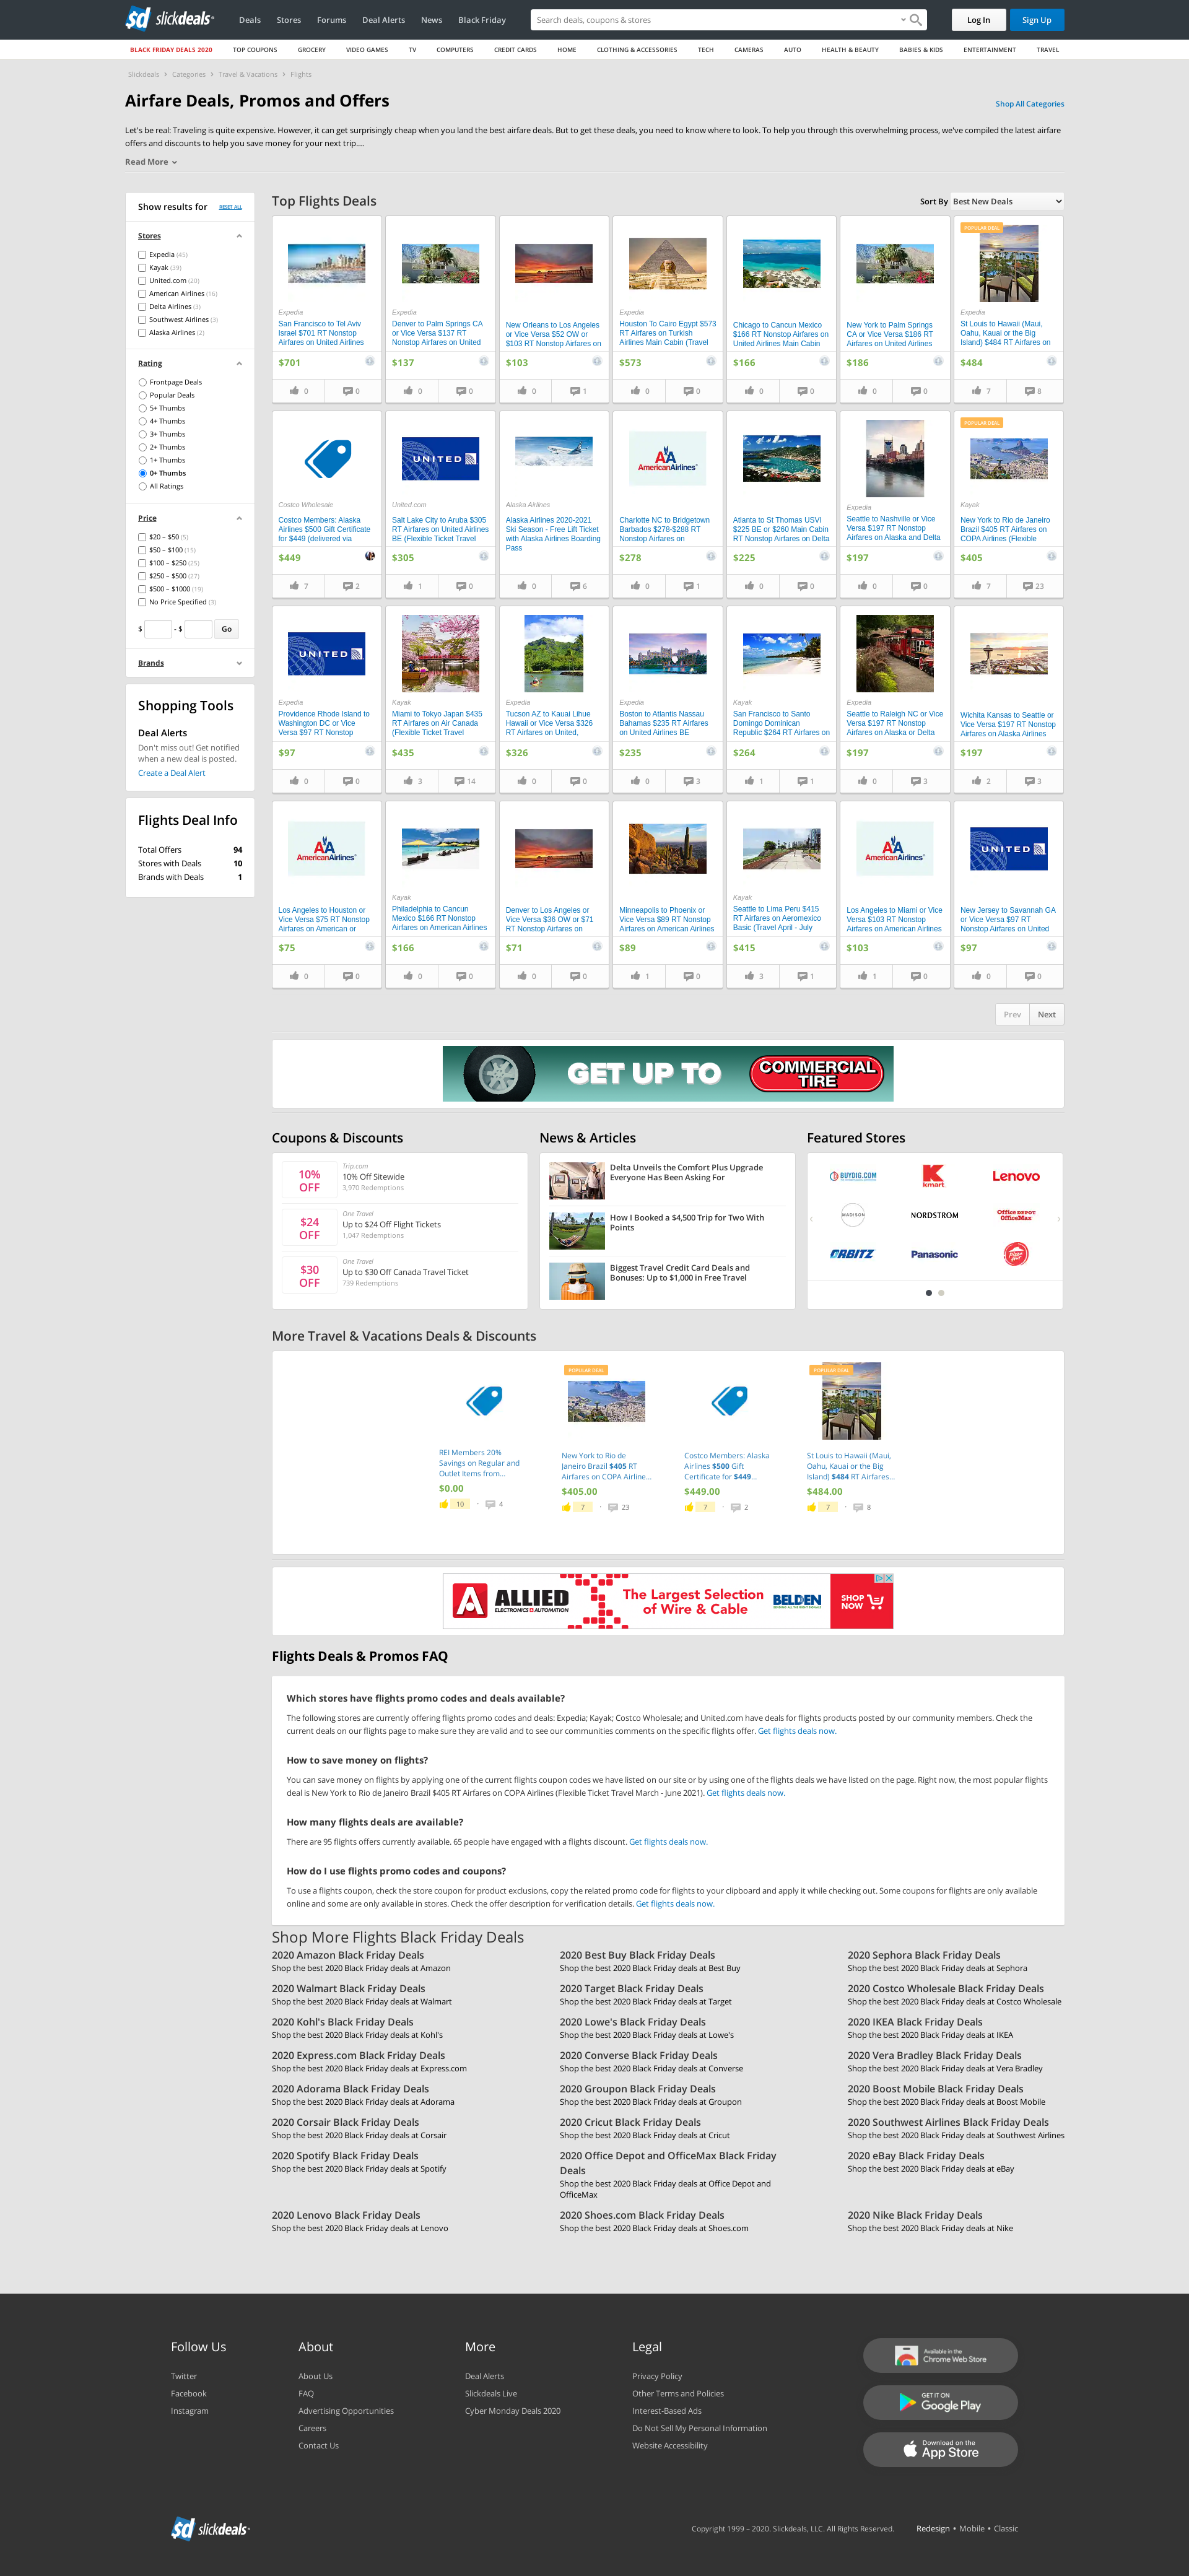 slickdeals
Deals
Stores
Forums
Deal Alerts
News
Black Friday
Search deals, coupons & stores
Log In
Sign Up
BLACK FRIDAY DEALS 2020
TOP COUPONS
GROCERY
VIDEO GAMES
TV
COMPUTERS
CREDIT CARDS
HOME
CLOTHING & ACCESSORIES
TECH
CAMERAS
AUTO
HEALTH & BEAUTY
BABIES & KIDS
ENTERTAINMENT
TRAVEL
Slickdeals > Categories > Travel & Vacations > Flights
Airfare Deals, Promos and Offers
Shop All Categories
Let's be real: Traveling is quite expensive. However, it can get surprisingly cheap when you land the best airfare deals. But to get these deals, you need to know where to look. To help you through this overwhelming process, we've compiled the latest airfare
offers and discounts to help you save money for your next trip....
Read More
Show results for
RESET ALL
Stores
Expedia (45)
Kayak (39)
United.com (20)
American Airlines (16)
Delta Airlines (3)
Southwest Airlines (3)
Alaska Airlines (2)
Rating
Frontpage Deals
Popular Deals
5+ Thumbs
4+ Thumbs
3+ Thumbs
2+ Thumbs
1+ Thumbs
0+ Thumbs
All Ratings
Price
$20 – $50 (5)
$50 – $100 (15)
$100 – $250 (25)
$250 – $500 (27)
$500 – $1000 (19)
No Price Specified (3)
$ - $ Go
Brands
Shopping Tools
Deal Alerts
Don't miss out! Get notified
when a new deal is posted.
Create a Deal Alert
Flights Deal Info
Total Offers 94
Stores with Deals 10
Brands with Deals 1
Top Flights Deals
Sort By Best New Deals
Expedia
San Francisco to Tel Aviv
Israel $701 RT Nonstop
Airfares on United Airlines
$701
0 0
Expedia
Denver to Palm Springs CA
or Vice Versa $137 RT
Nonstop Airfares on United
$137
0 0
New Orleans to Los Angeles
or Vice Versa $52 OW or
$103 RT Nonstop Airfares on
$103
0 1
Expedia
Houston To Cairo Egypt $573
RT Airfares on Turkish
Airlines Main Cabin (Travel
$573
0 0
Chicago to Cancun Mexico
$166 RT Nonstop Airfares on
United Airlines Main Cabin
$166
0 0
New York to Palm Springs
CA or Vice Versa $186 RT
Airfares on United Airlines
$186
0 0
POPULAR DEAL
Expedia
St Louis to Hawaii (Maui,
Oahu, Kauai or the Big
Island) $484 RT Airfares on
$484
7 8
Costco Wholesale
Costco Members: Alaska
Airlines $500 Gift Certificate
for $449 (delivered via
$449
7 2
UNITED
United.com
Salt Lake City to Aruba $305
RT Airfares on United Airlines
BE (Flexible Ticket Travel
$305
1 0
Alaska Airlines
Alaska Airlines 2020-2021
Ski Season - Free Lift Ticket
with Alaska Airlines Boarding
Pass
0 6
AA
AmericanAirlines
Charlotte NC to Bridgetown
Barbados $278-$288 RT
Nonstop Airfares on
$278
0 1
Atlanta to St Thomas USVI
$225 BE or $260 Main Cabin
RT Nonstop Airfares on Delta
$225
0 0
Expedia
Seattle to Nashville or Vice
Versa $197 RT Nonstop
Airfares on Alaska and Delta
$197
0 0
POPULAR DEAL
Kayak
New York to Rio de Janeiro
Brazil $405 RT Airfares on
COPA Airlines (Flexible
$405
7 23
UNITED
Expedia
Providence Rhode Island to
Washington DC or Vice
Versa $97 RT Nonstop
$97
0 0
Kayak
Miami to Tokyo Japan $435
RT Airfares on Air Canada
(Flexible Ticket Travel
$435
3 14
Expedia
Tucson AZ to Kauai Lihue
Hawaii or Vice Versa $326
RT Airfares on United,
$326
0 0
Expedia
Boston to Atlantis Nassau
Bahamas $235 RT Airfares
on United Airlines BE
$235
0 3
Kayak
San Francisco to Santo
Domingo Dominican
Republic $264 RT Airfares on
$264
1 1
Expedia
Seattle to Raleigh NC or Vice
Versa $197 RT Nonstop
Airfares on Alaska or Delta
$197
0 3
Wichita Kansas to Seattle or
Vice Versa $197 RT Nonstop
Airfares on Alaska Airlines
$197
2 3
AA
AmericanAirlines
Los Angeles to Houston or
Vice Versa $75 RT Nonstop
Airfares on American or
$75
0 0
Kayak
Philadelphia to Cancun
Mexico $166 RT Nonstop
Airfares on American Airlines
$166
0 0
Denver to Los Angeles or
Vice Versa $36 OW or $71
RT Nonstop Airfares on
$71
0 0
Minneapolis to Phoenix or
Vice Versa $89 RT Nonstop
Airfares on American Airlines
$89
1 0
Kayak
Seattle to Lima Peru $415
RT Airfares on Aeromexico
Basic (Travel April - July
$415
3 1
AA
AmericanAirlines
Los Angeles to Miami or Vice
Versa $103 RT Nonstop
Airfares on American Airlines
$103
1 0
UNITED
New Jersey to Savannah GA
or Vice Versa $97 RT
Nonstop Airfares on United
$97
0 0
Prev Next
GET UP TO
COMMERCIAL
TIRE
Coupons & Discounts
10%
OFF
Trip.com
10% Off Sitewide
3,970 Redemptions
$24
OFF
One Travel
Up to $24 Off Flight Tickets
1,047 Redemptions
$30
OFF
One Travel
Up to $30 Off Canada Travel Ticket
739 Redemptions
News & Articles
Delta Unveils the Comfort Plus Upgrade
Everyone Has Been Asking For
How I Booked a $4,500 Trip for Two With
Points
Biggest Travel Credit Card Deals and
Bonuses: Up to $1,000 in Free Travel
Featured Stores
BUYDIG.COM
kmart
Lenovo
MADISON
NORDSTROM
Office DEPOT
OfficeMax
ORBITZ
Panasonic
Pizza Hut
More Travel & Vacations Deals & Discounts
REI Members 20%
Savings on Regular and
Outlet Items from...
$0.00
10 · 4
POPULAR DEAL
New York to Rio de
Janeiro Brazil $405 RT
Airfares on COPA Airline...
$405.00
7 · 23
Costco Members: Alaska
Airlines $500 Gift
Certificate for $449...
$449.00
7 · 2
POPULAR DEAL
St Louis to Hawaii (Maui,
Oahu, Kauai or the Big
Island) $484 RT Airfares...
$484.00
7 · 8
ALLIED
ELECTRONICS & AUTOMATION
The Largest Selection
of Wire & Cable
BELDEN
SHOP
NOW
Flights Deals & Promos FAQ
Which stores have flights promo codes and deals available?
The following stores are currently offering flights promo codes and deals: Expedia; Kayak; Costco Wholesale; and United.com have deals for flights products posted by our community members. Check the
current deals on our flights page to make sure they are valid and to see our communities comments on the specific flights offer. Get flights deals now.
How to save money on flights?
You can save money on flights by applying one of the current flights coupon codes we have listed on our site or by using one of the flights deals we have listed on the page. Right now, the most popular flights
deal is New York to Rio de Janeiro Brazil $405 RT Airfares on COPA Airlines (Flexible Ticket Travel March - June 2021). Get flights deals now.
How many flights deals are available?
There are 95 flights offers currently available. 65 people have engaged with a flights discount. Get flights deals now.
How do I use flights promo codes and coupons?
To use a flights coupon, check the store coupon for product exclusions, copy the related promo code for flights to your clipboard and apply it while checking out. Some coupons for flights are only available
online and some are only available in stores. Check the offer description for verification details. Get flights deals now.
Shop More Flights Black Friday Deals
2020 Amazon Black Friday Deals
Shop the best 2020 Black Friday deals at Amazon
2020 Best Buy Black Friday Deals
Shop the best 2020 Black Friday deals at Best Buy
2020 Sephora Black Friday Deals
Shop the best 2020 Black Friday deals at Sephora
2020 Walmart Black Friday Deals
Shop the best 2020 Black Friday deals at Walmart
2020 Target Black Friday Deals
Shop the best 2020 Black Friday deals at Target
2020 Costco Wholesale Black Friday Deals
Shop the best 2020 Black Friday deals at Costco Wholesale
2020 Kohl's Black Friday Deals
Shop the best 2020 Black Friday deals at Kohl's
2020 Lowe's Black Friday Deals
Shop the best 2020 Black Friday deals at Lowe's
2020 IKEA Black Friday Deals
Shop the best 2020 Black Friday deals at IKEA
2020 Express.com Black Friday Deals
Shop the best 2020 Black Friday deals at Express.com
2020 Converse Black Friday Deals
Shop the best 2020 Black Friday deals at Converse
2020 Vera Bradley Black Friday Deals
Shop the best 2020 Black Friday deals at Vera Bradley
2020 Adorama Black Friday Deals
Shop the best 2020 Black Friday deals at Adorama
2020 Groupon Black Friday Deals
Shop the best 2020 Black Friday deals at Groupon
2020 Boost Mobile Black Friday Deals
Shop the best 2020 Black Friday deals at Boost Mobile
2020 Corsair Black Friday Deals
Shop the best 2020 Black Friday deals at Corsair
2020 Cricut Black Friday Deals
Shop the best 2020 Black Friday deals at Cricut
2020 Southwest Airlines Black Friday Deals
Shop the best 2020 Black Friday deals at Southwest Airlines
2020 Spotify Black Friday Deals
Shop the best 2020 Black Friday deals at Spotify
2020 Office Depot and OfficeMax Black Friday
Deals
Shop the best 2020 Black Friday deals at Office Depot and
OfficeMax
2020 eBay Black Friday Deals
Shop the best 2020 Black Friday deals at eBay
2020 Lenovo Black Friday Deals
Shop the best 2020 Black Friday deals at Lenovo
2020 Shoes.com Black Friday Deals
Shop the best 2020 Black Friday deals at Shoes.com
2020 Nike Black Friday Deals
Shop the best 2020 Black Friday deals at Nike
Follow Us
Twitter
Facebook
Instagram
About
About Us
FAQ
Advertising Opportunities
Careers
Contact Us
More
Deal Alerts
Slickdeals Live
Cyber Monday Deals 2020
Legal
Privacy Policy
Other Terms and Policies
Interest-Based Ads
Do Not Sell My Personal Information
Website Accessibility
Available in the
Chrome Web Store
GET IT ON
Google Play
Download on the
App Store
slickdeals
Copyright 1999 – 2020. Slickdeals, LLC. All Rights Reserved.
Redesign • Mobile • Classic